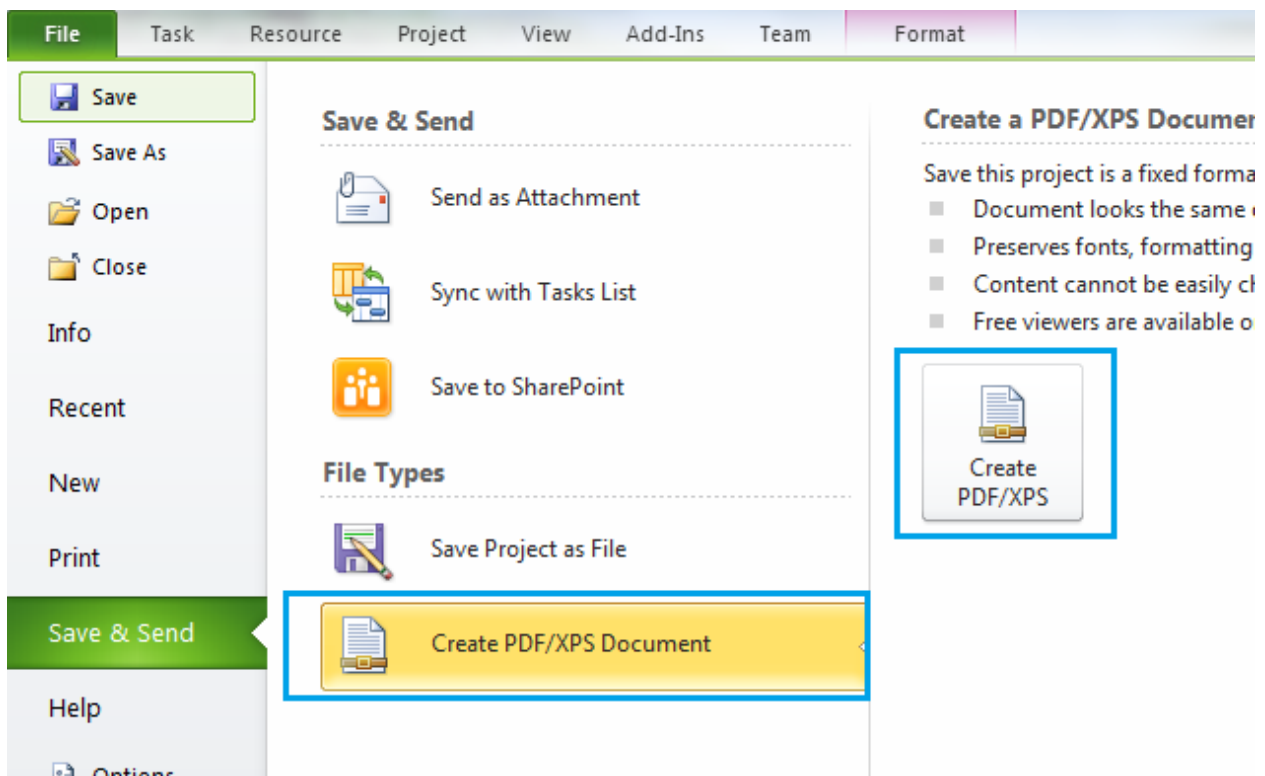 File Task Resource Project View Add-Ins Team Format
Save
Save As
Open
Close
Info
Recent
New
Print
Save & Send
Help
Options
Save & Send
Send as Attachment
Sync with Tasks List
Save to SharePoint
File Types
Save Project as File
Create PDF/XPS Document
Create a PDF/XPS
Save this project is a fixed
Document looks the same
Preserves fonts, formatting
Content cannot be easily
Free viewers are available
Create
PDF/XPS